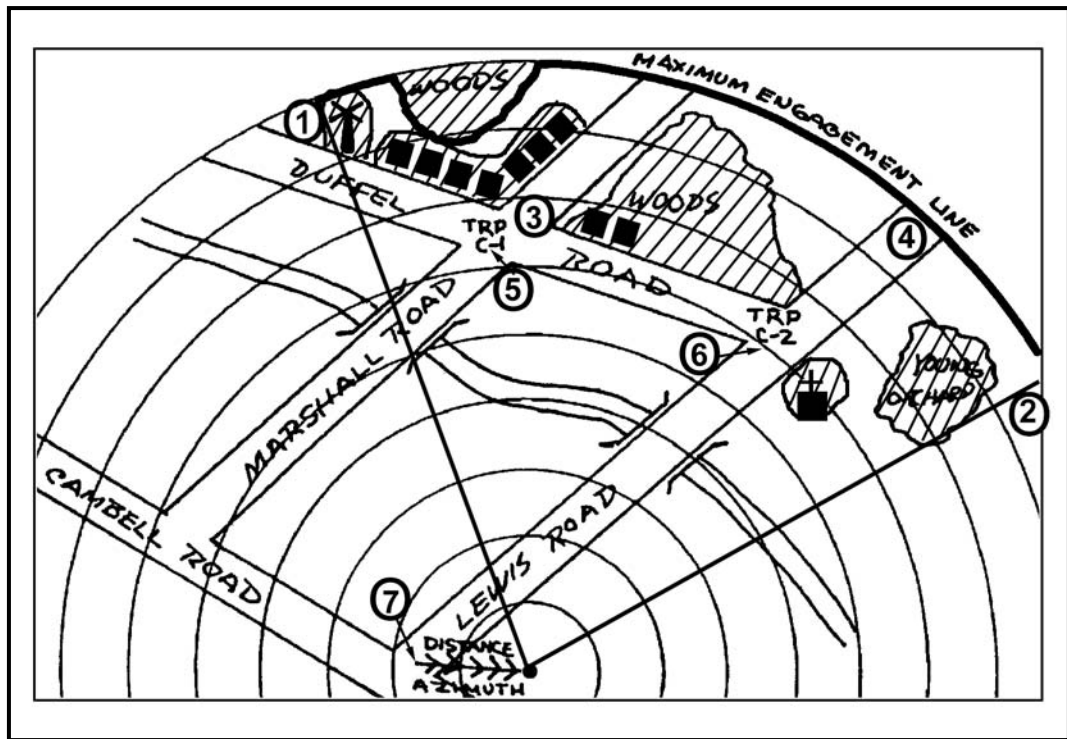 MAXIMUM ENGAGEMENT LINE
WOODS
1
DUFFEL
WOODS
3
4
TRP
C-1
ROAD
5
TRP
C-2
6
MARSHALL ROAD
YOUNG
ORCHARD
2
CAMBELL ROAD
LEWIS ROAD
7
DISTANCE
AZIMUTH